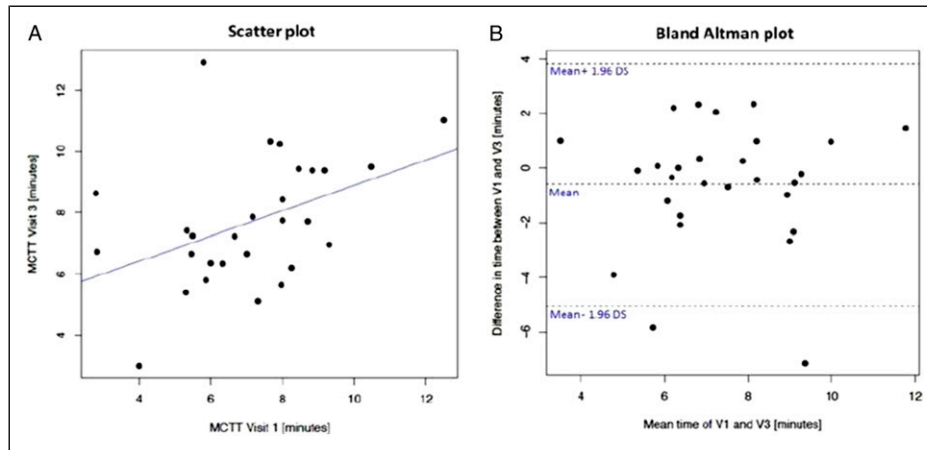 A
Scatter plot
MCTT Visit 3 [minutes]
12
10
8
6
4
4
6
8
10
12
MCTT Visit 1 [minutes]
B
Bland Altman plot
Difference in time between V1 and V3 [minutes]
4
2
0
-2
-4
-6
Mean+ 1.96 DS
Mean
Mean- 1.96 DS
4
6
8
10
12
Mean time of V1 and V3 [minutes]